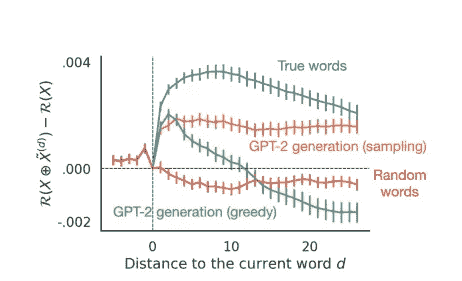 .004
True words
R(X ⊕ X̃⁽ᵈ⁾) − R(X)
GPT-2 generation (sampling)
.000
Random
words
GPT-2 generation (greedy)
-.002
0 10 20
Distance to the current word d